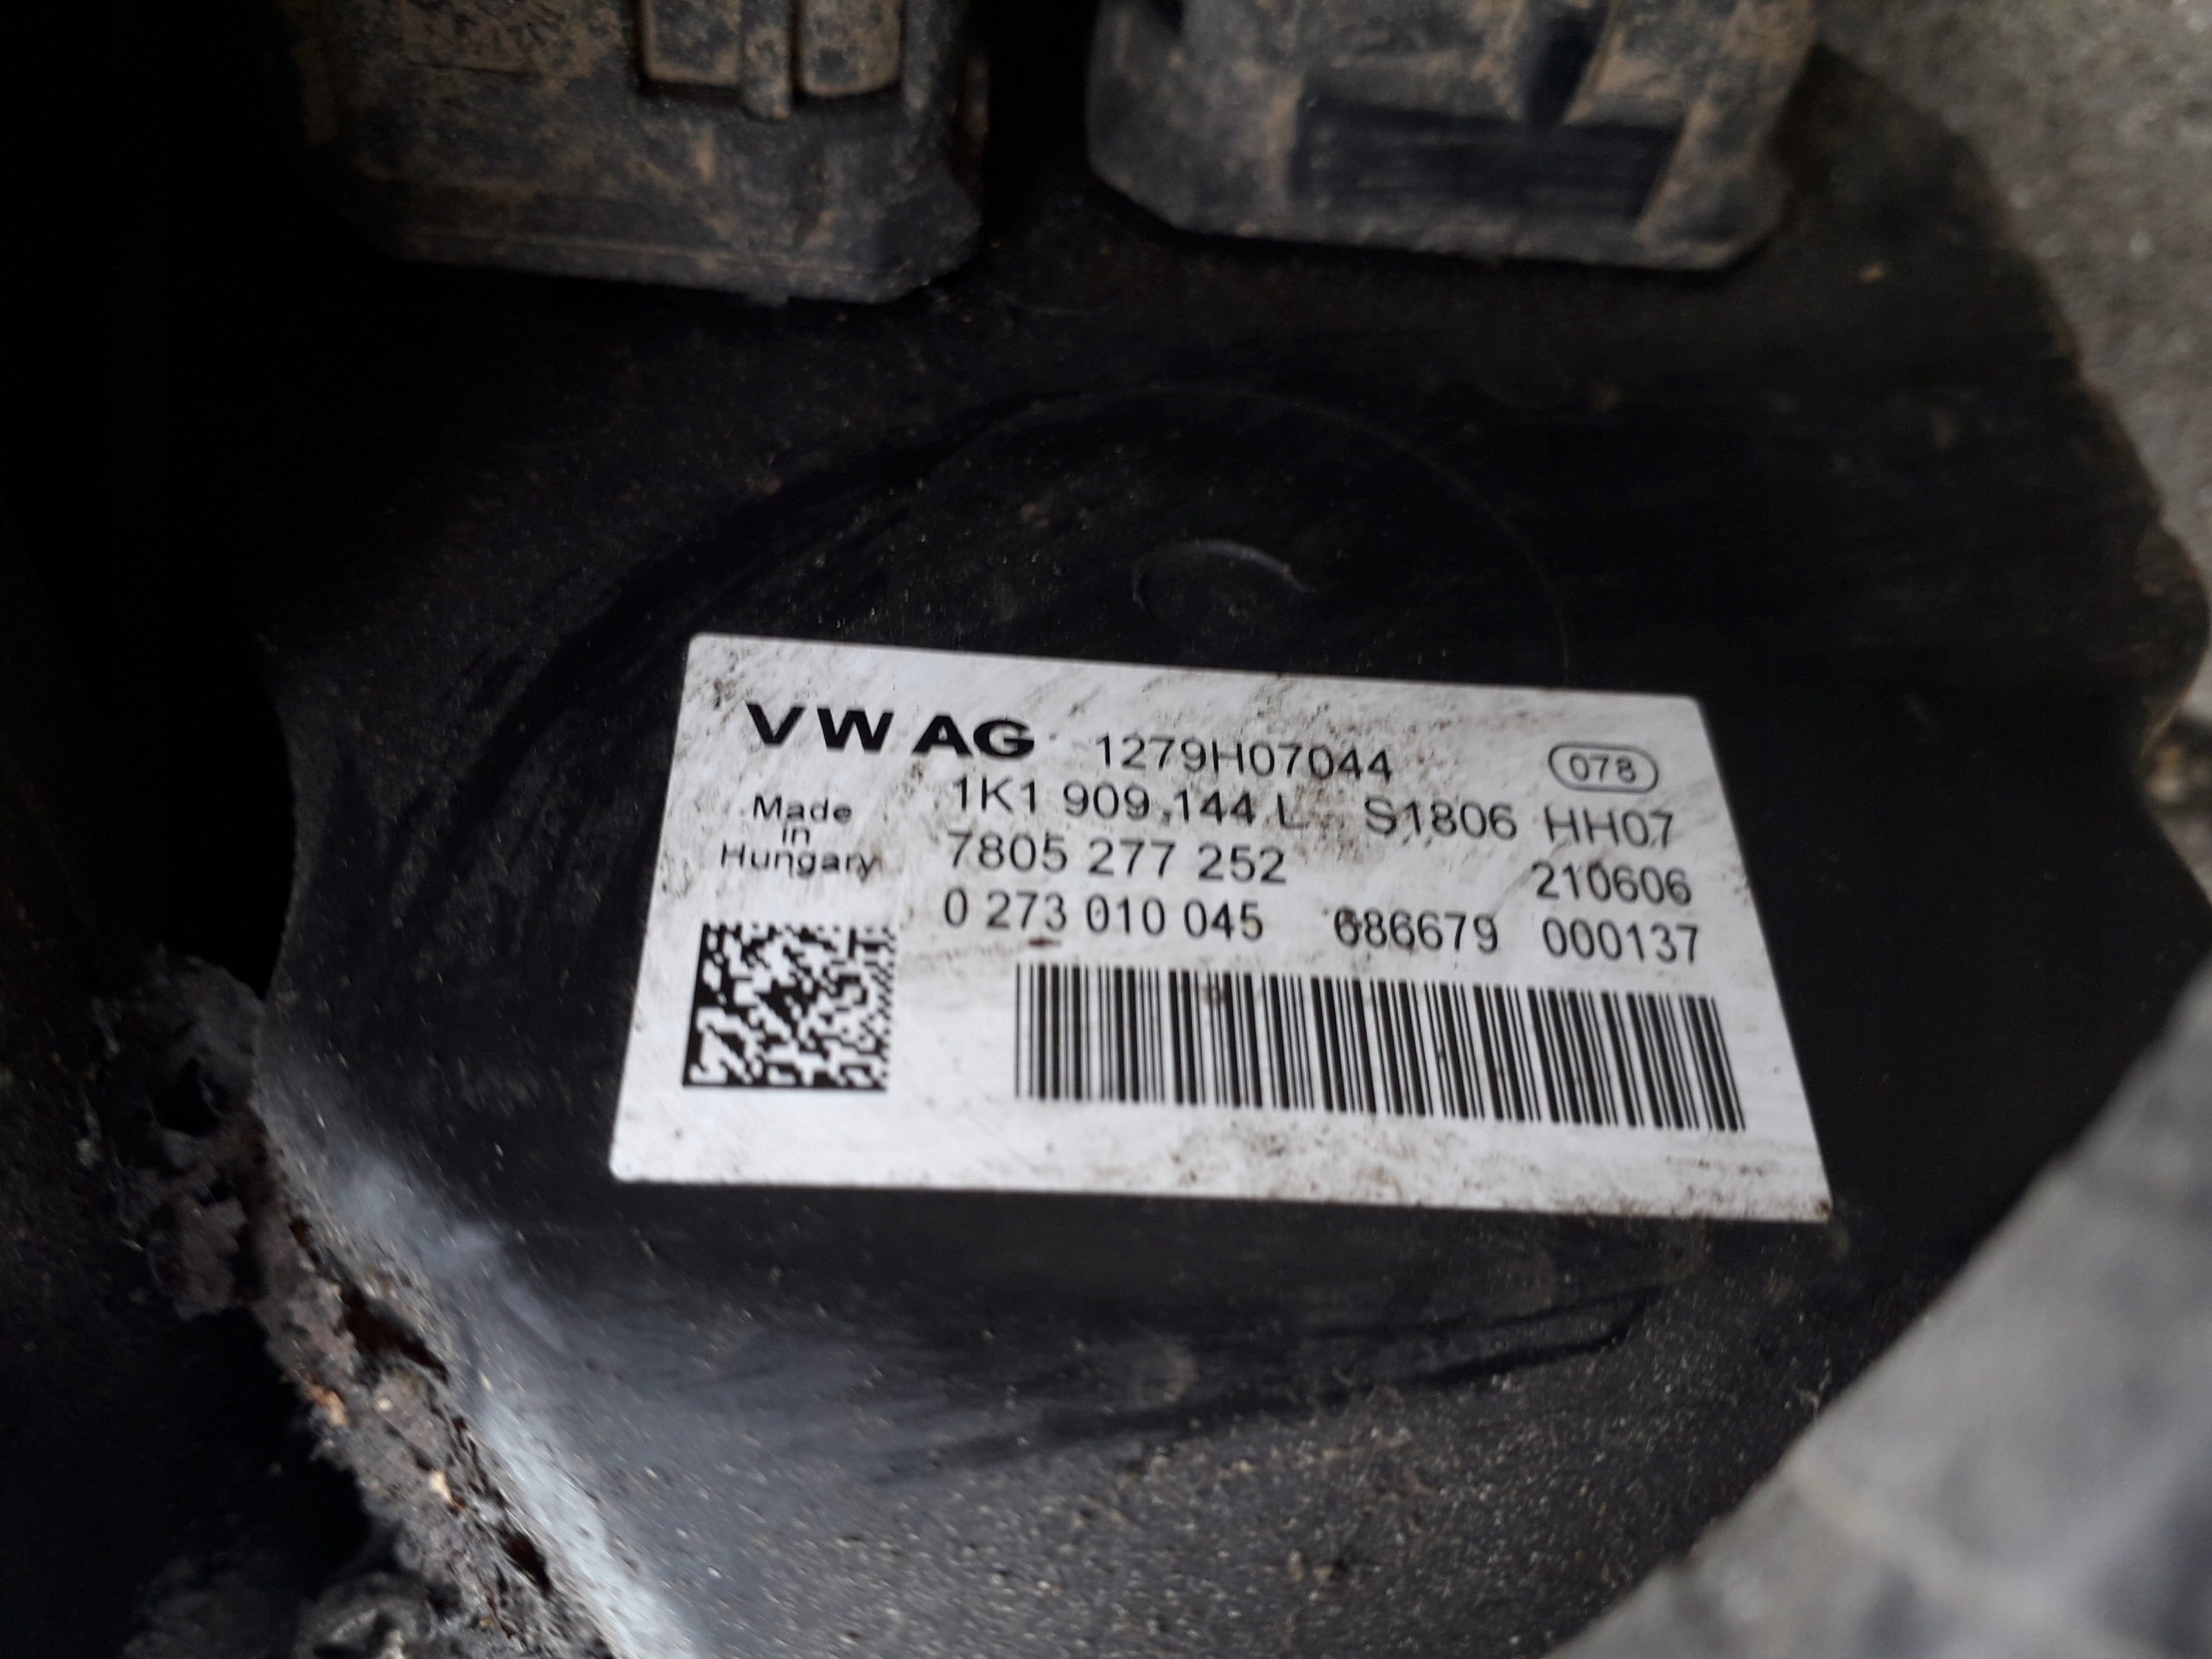 VW AG 1279H07044 078
1K1 909.144 L S1806 HH07
Made
in
Hungary
7805 277 252 210606
0 273 010 045 686679 000137